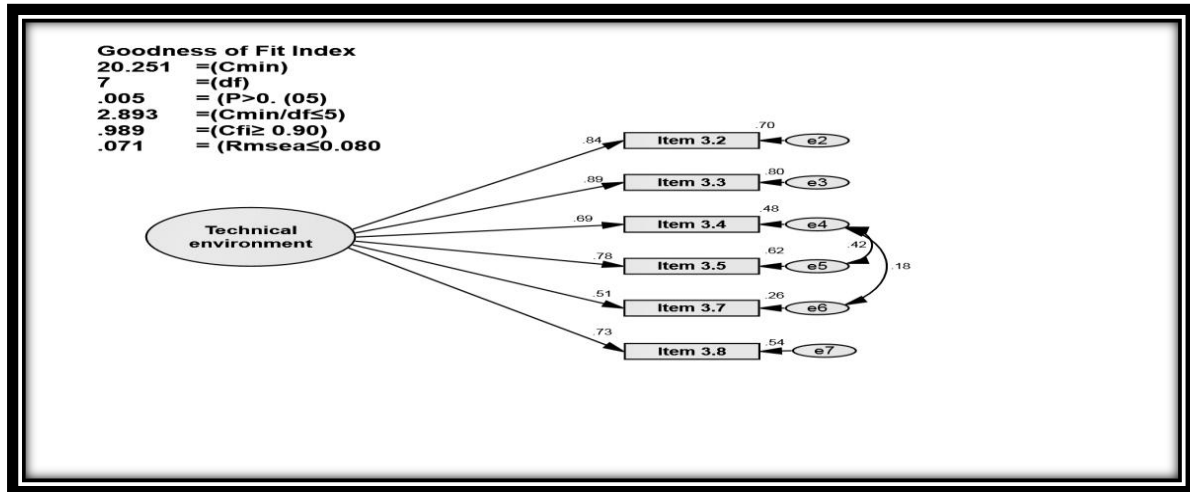 Goodness of Fit Index
20.251 =(Cmin)
7 =(df)
.005 = (P>0. (05)
2.893 =(Cmin/df≤5)
.989 =(Cfi≥ 0.90)
.071 = (Rmsea≤0.080
Technical
environment
.84
Item 3.2
.70
e2
.89
Item 3.3
.80
e3
.69
Item 3.4
.48
e4
.78
Item 3.5
.62
e5
.42
.18
.51
Item 3.7
.26
e6
.73
Item 3.8
.54
e7